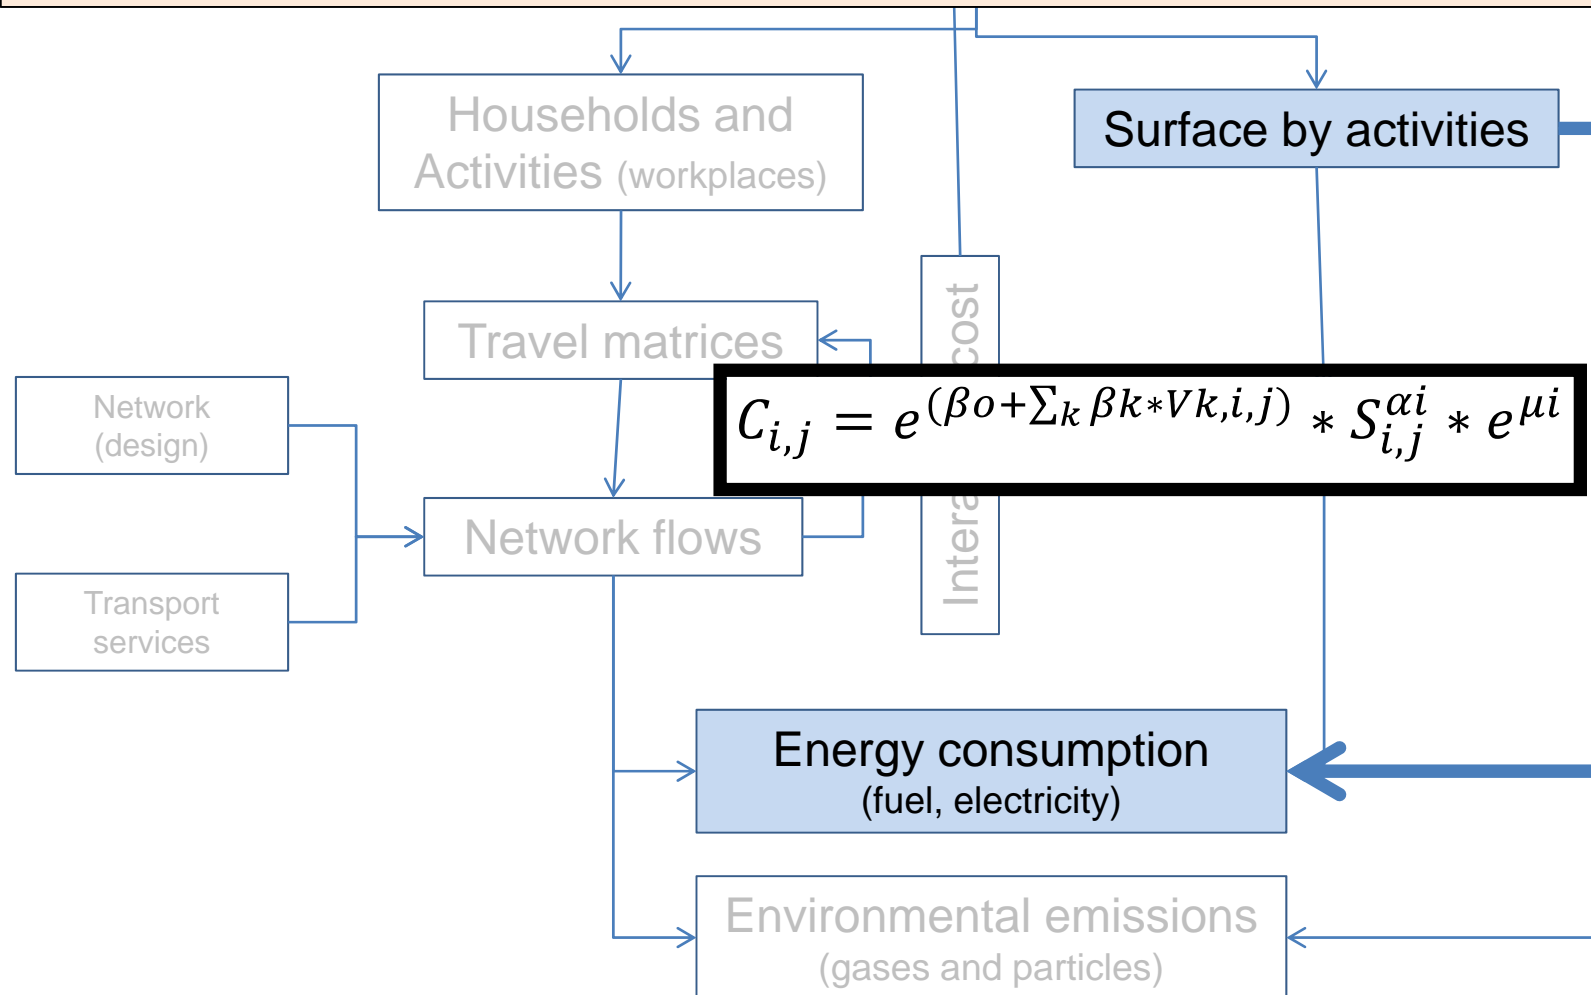 Households and
Activities (workplaces)
Surface by activities
Travel matrices
cost
Network
(design)
C_{i,j} = e^{(βo+∑_k βk∗Vk,i,j)} ∗ S_{i,j}^{αi} ∗ e^{μi}
Network flows
Transport
services
Energy consumption
(fuel, electricity)
Environmental emissions
(gases and particles)